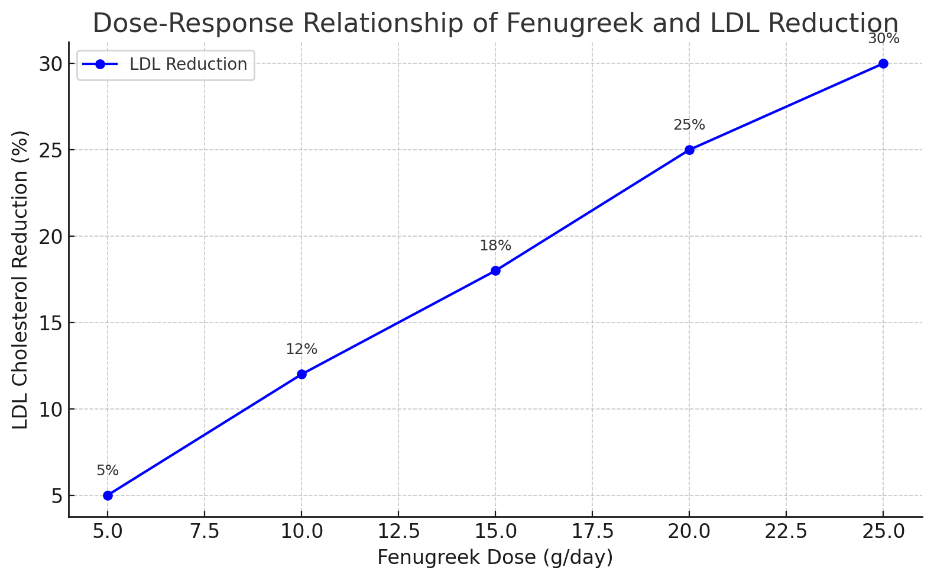 Dose-Response Relationship of Fenugreek and LDL Reduction
30%
LDL Reduction
30
25%
25
20
18%
15
12%
10
5%
5
LDL Cholesterol Reduction (%)
5.0 7.5 10.0 12.5 15.0 17.5 20.0 22.5 25.0
Fenugreek Dose (g/day)